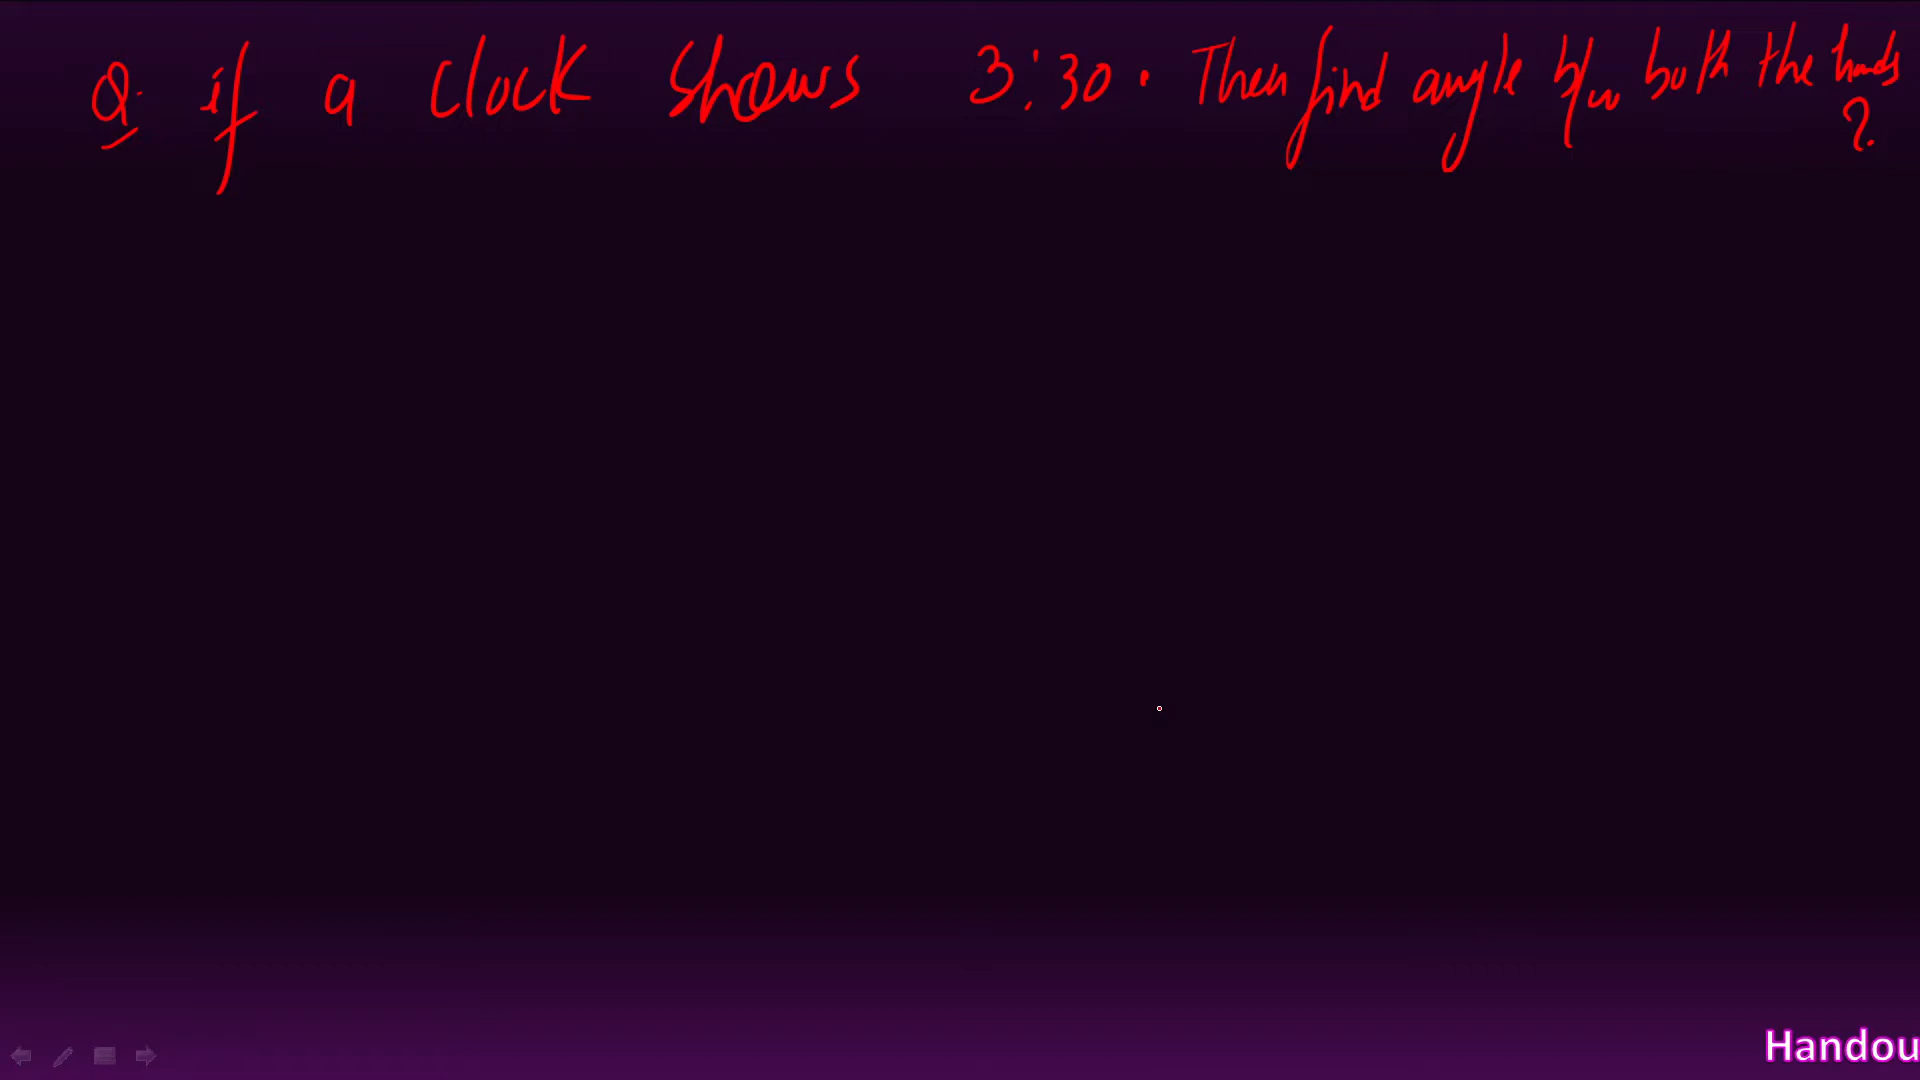 Q. if a clock shows 3:30. Then find angle b/w both the hands
?
Handou